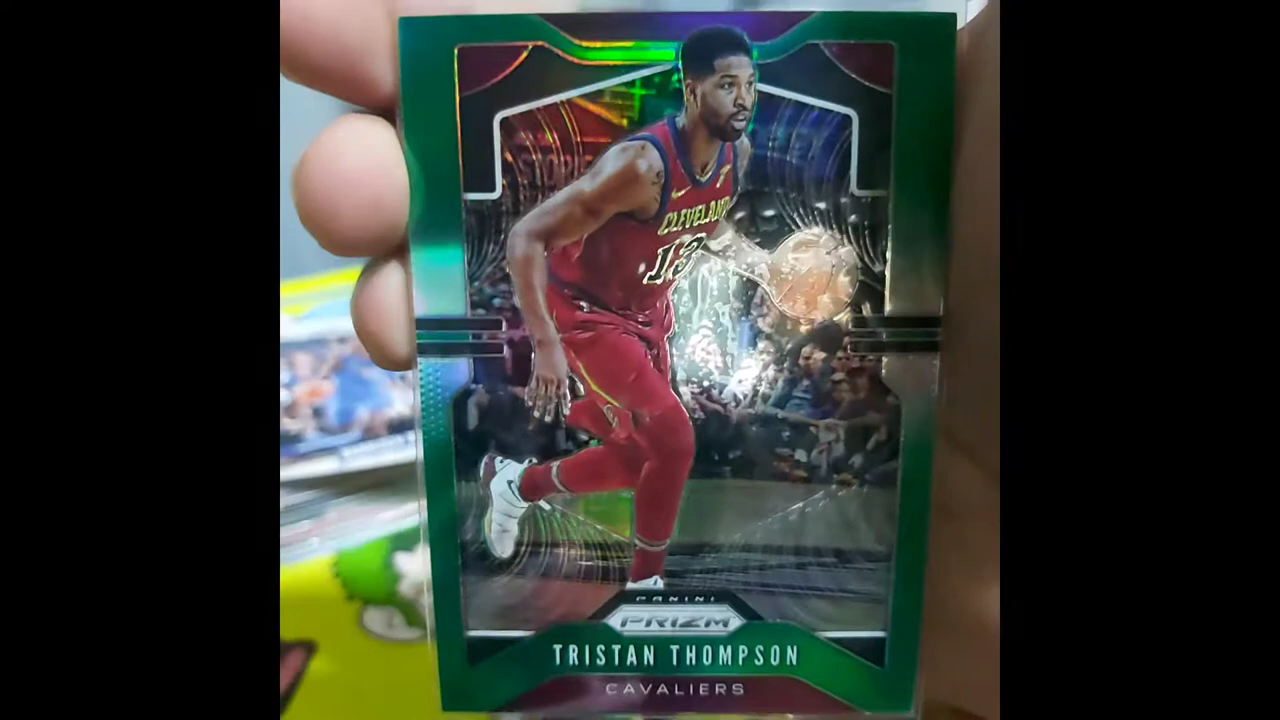 CLEVELAND
13
PANINI
PRIZM
TRISTAN THOMPSON
CAVALIERS